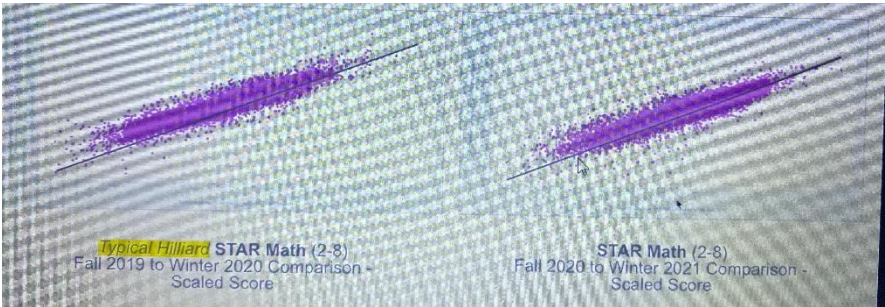 Typical Hilliard STAR Math (2-8)
Fall 2019 to Winter 2020 Comparison -
Scaled Score
STAR Math (2-8)
Fall 2020 to Winter 2021 Comparison -
Scaled Score